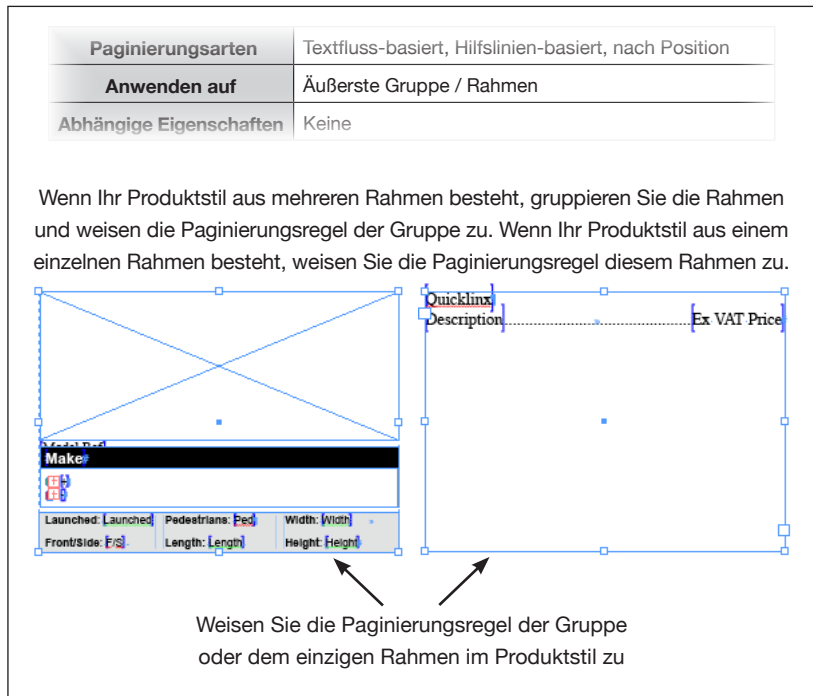 Paginierungsarten Textfluss-basiert, Hilfslinien-basiert, nach Position
Anwenden auf Äußerste Gruppe / Rahmen
Abhängige Eigenschaften Keine
Wenn Ihr Produktstil aus mehreren Rahmen besteht, gruppieren Sie die Rahmen
und weisen die Paginierungsregel der Gruppe zu. Wenn Ihr Produktstil aus einem
einzelnen Rahmen besteht, weisen Sie die Paginierungsregel diesem Rahmen zu.
Model Ref
Make
Launched: Launched Pedestrians: Ped Width: Width
Front/Side: F/S Length: Length Height: Height
Quicklinx
Description Ex VAT Price
Weisen Sie die Paginierungsregel der Gruppe
oder dem einzigen Rahmen im Produktstil zu